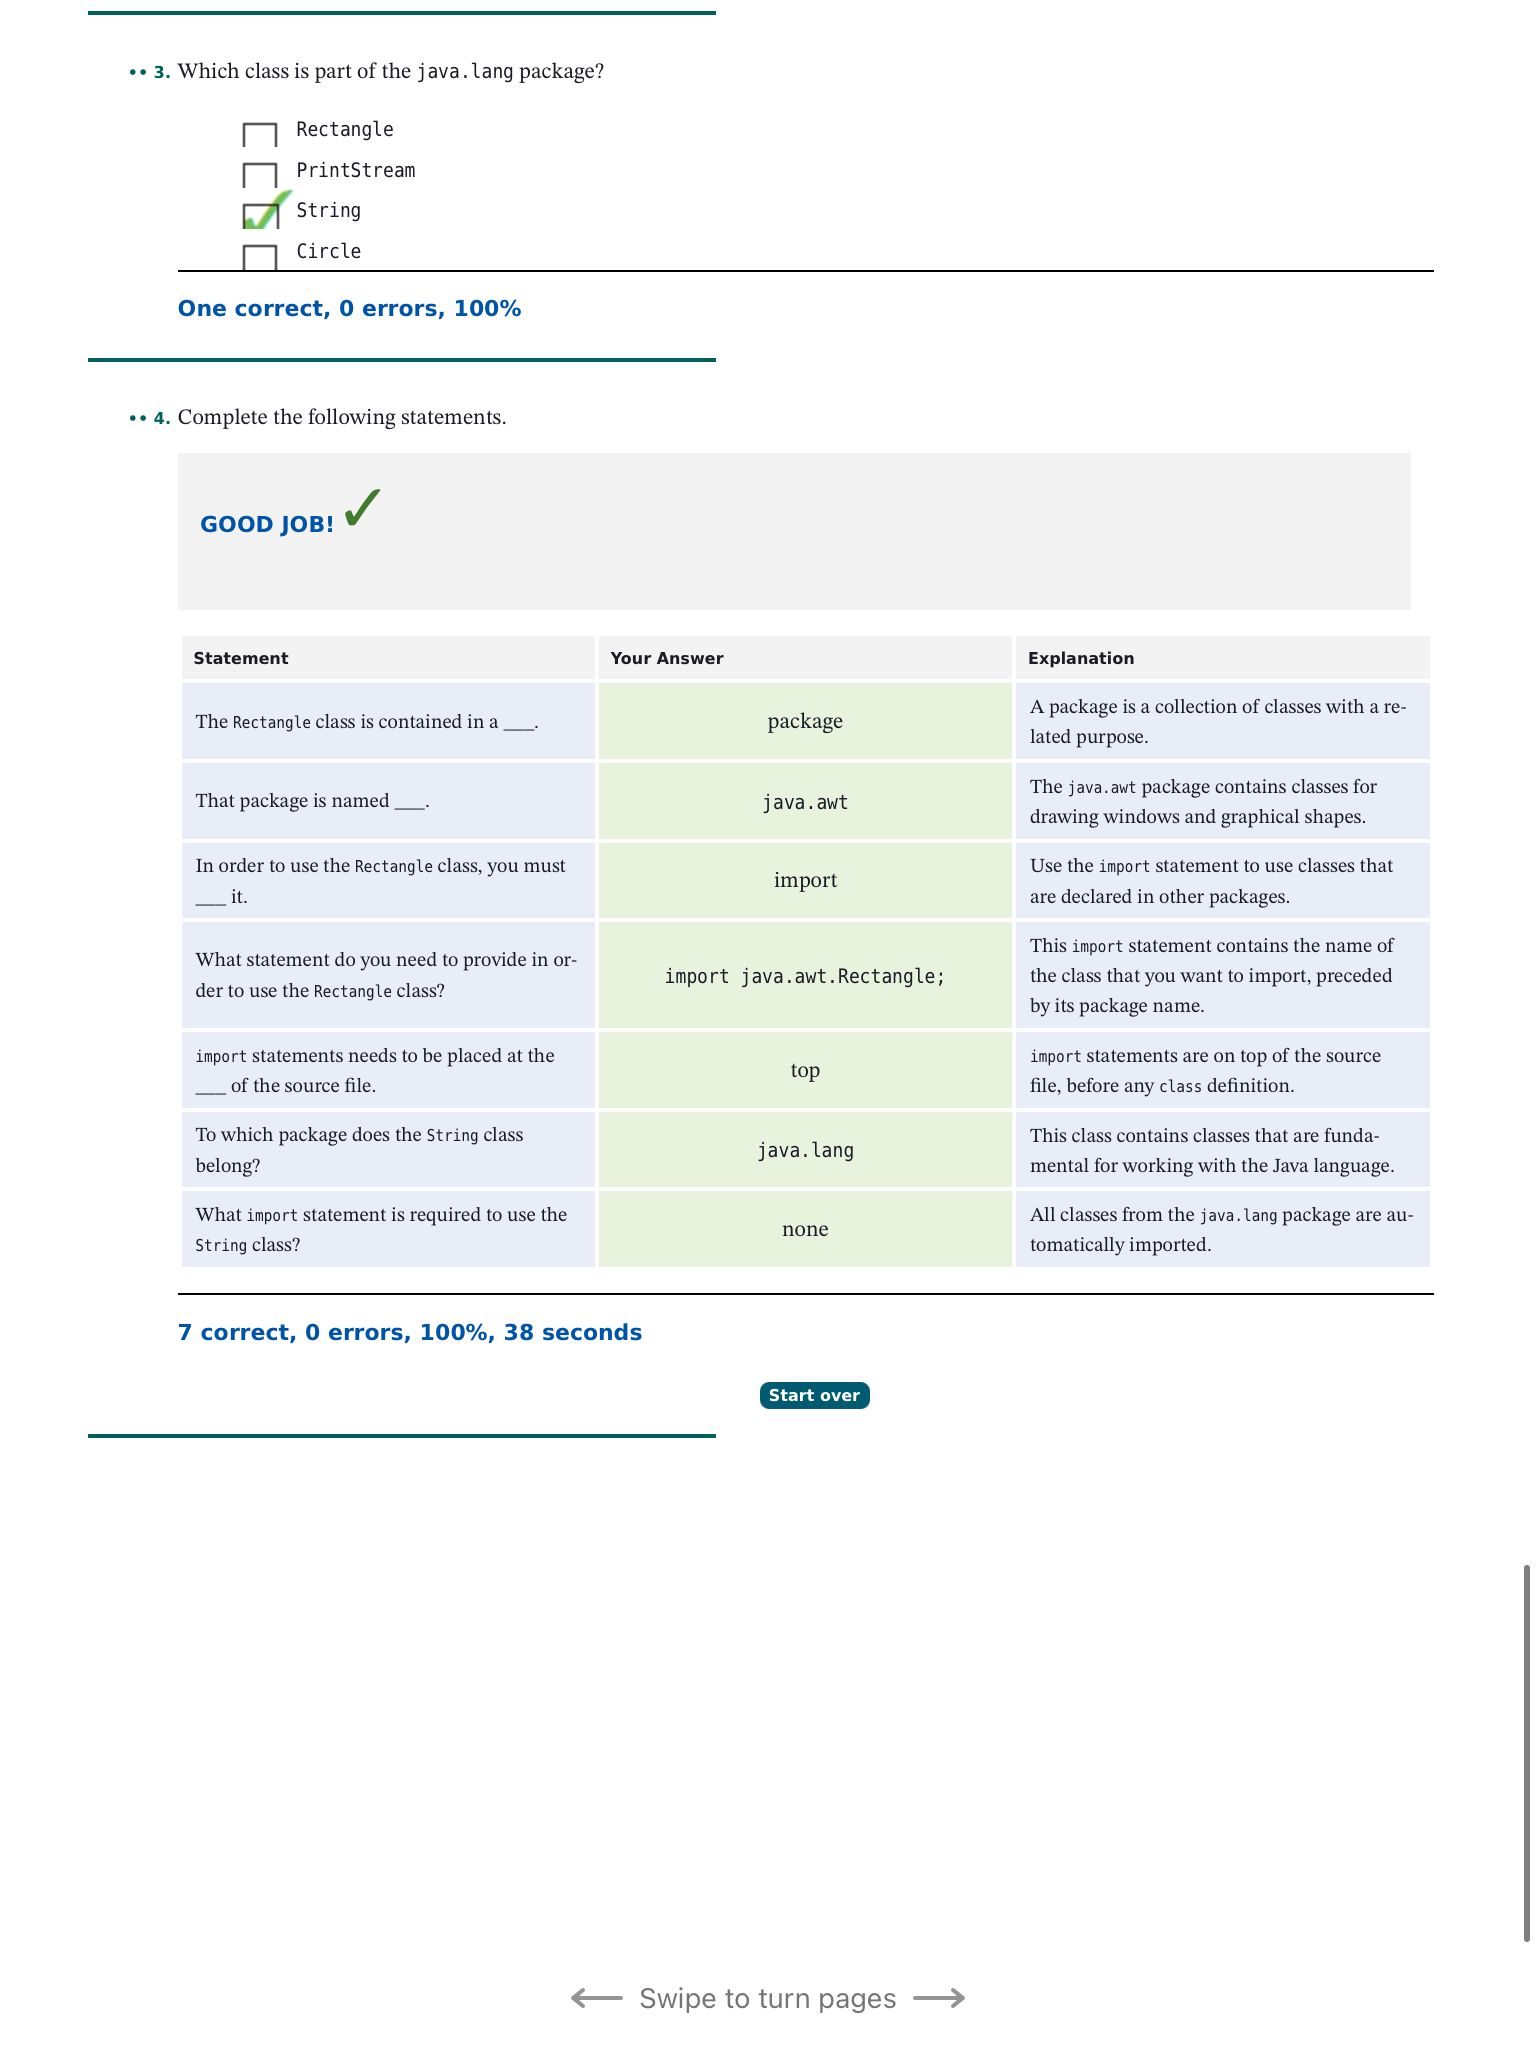 •• 3. Which class is part of the java.lang package?
Rectangle
PrintStream
String
Circle
One correct, 0 errors, 100%
•• 4. Complete the following statements.
GOOD JOB! ✓
Statement
Your Answer
Explanation
The Rectangle class is contained in a ___.
package
A package is a collection of classes with a re-
lated purpose.
That package is named ___.
java.awt
The java.awt package contains classes for
drawing windows and graphical shapes.
In order to use the Rectangle class, you must
___ it.
import
Use the import statement to use classes that
are declared in other packages.
What statement do you need to provide in or-
der to use the Rectangle class?
import java.awt.Rectangle;
This import statement contains the name of
the class that you want to import, preceded
by its package name.
import statements needs to be placed at the
___ of the source file.
top
import statements are on top of the source
file, before any class definition.
To which package does the String class
belong?
java.lang
This class contains classes that are funda-
mental for working with the Java language.
What import statement is required to use the
String class?
none
All classes from the java.lang package are au-
tomatically imported.
7 correct, 0 errors, 100%, 38 seconds
Start over
← Swipe to turn pages →